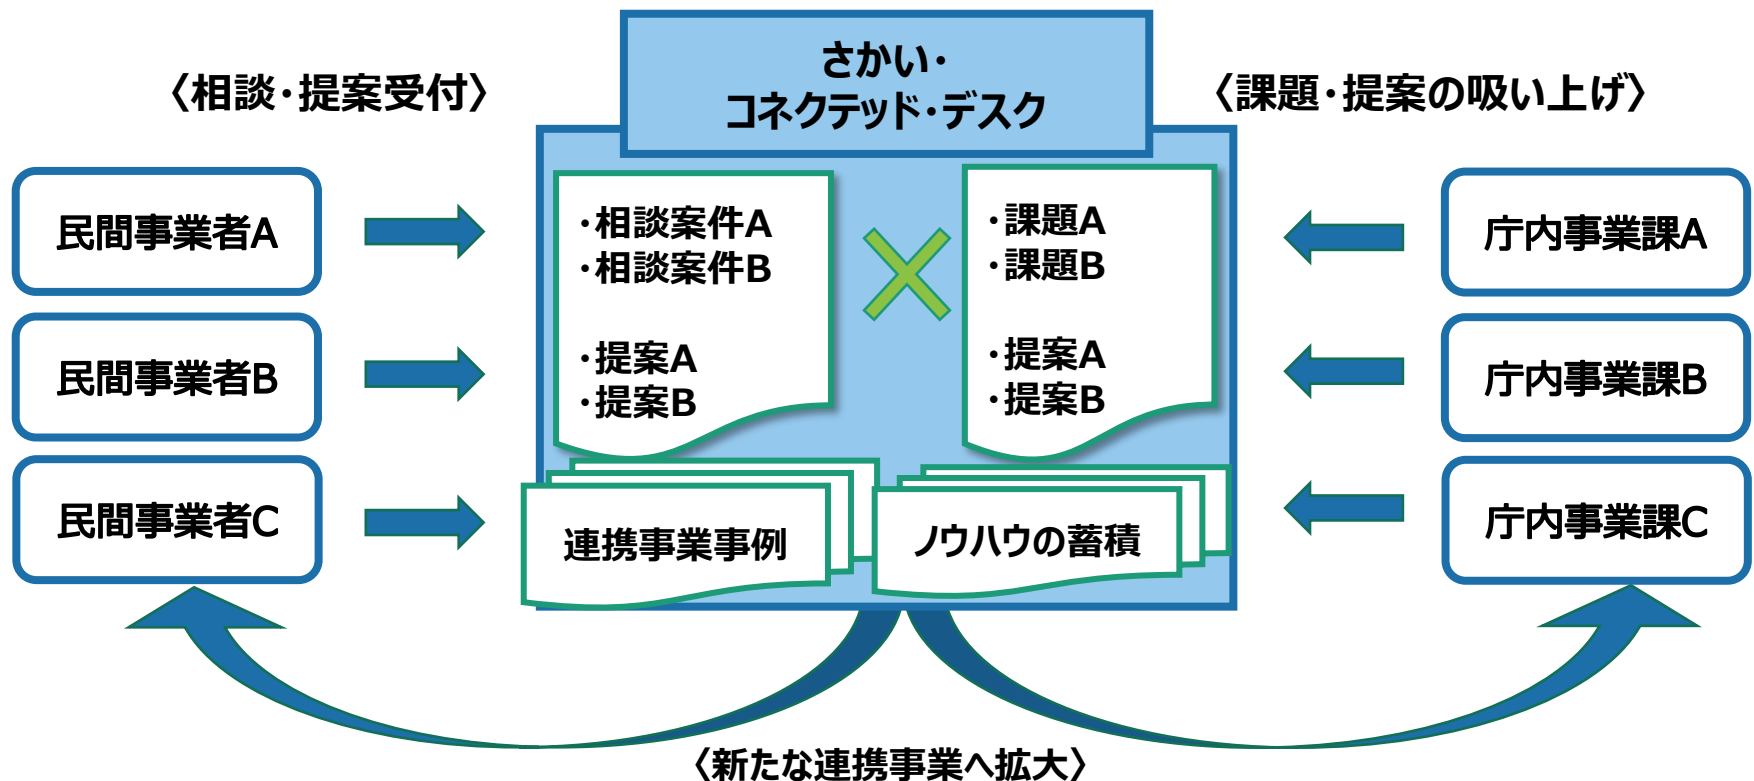 さかい・
コネクテッド・デスク
〈相談・提案受付〉
〈課題・提案の吸い上げ〉
民間事業者A
民間事業者B
民間事業者C
・相談案件A
・相談案件B
・提案A
・提案B
・課題A
・課題B
・提案A
・提案B
庁内事業課A
庁内事業課B
庁内事業課C
連携事業事例
ノウハウの蓄積
〈新たな連携事業へ拡大〉